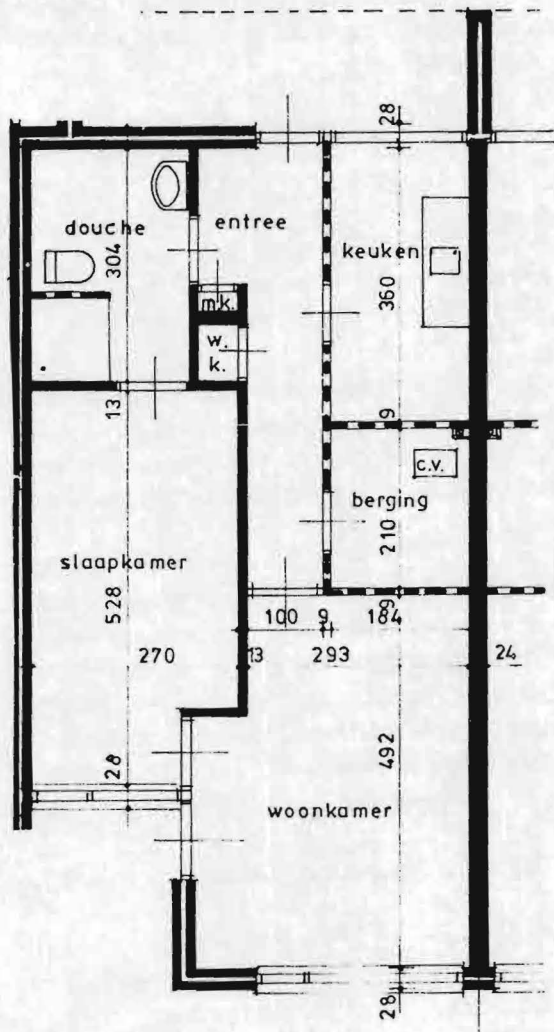 28
douche
304
entree
keuken
360
m.k.
w.
k.
13
9
c.v.
berging
210
slaapkamer
528
9
100 9 184
270 13 293 24
492
28
woonkamer
28